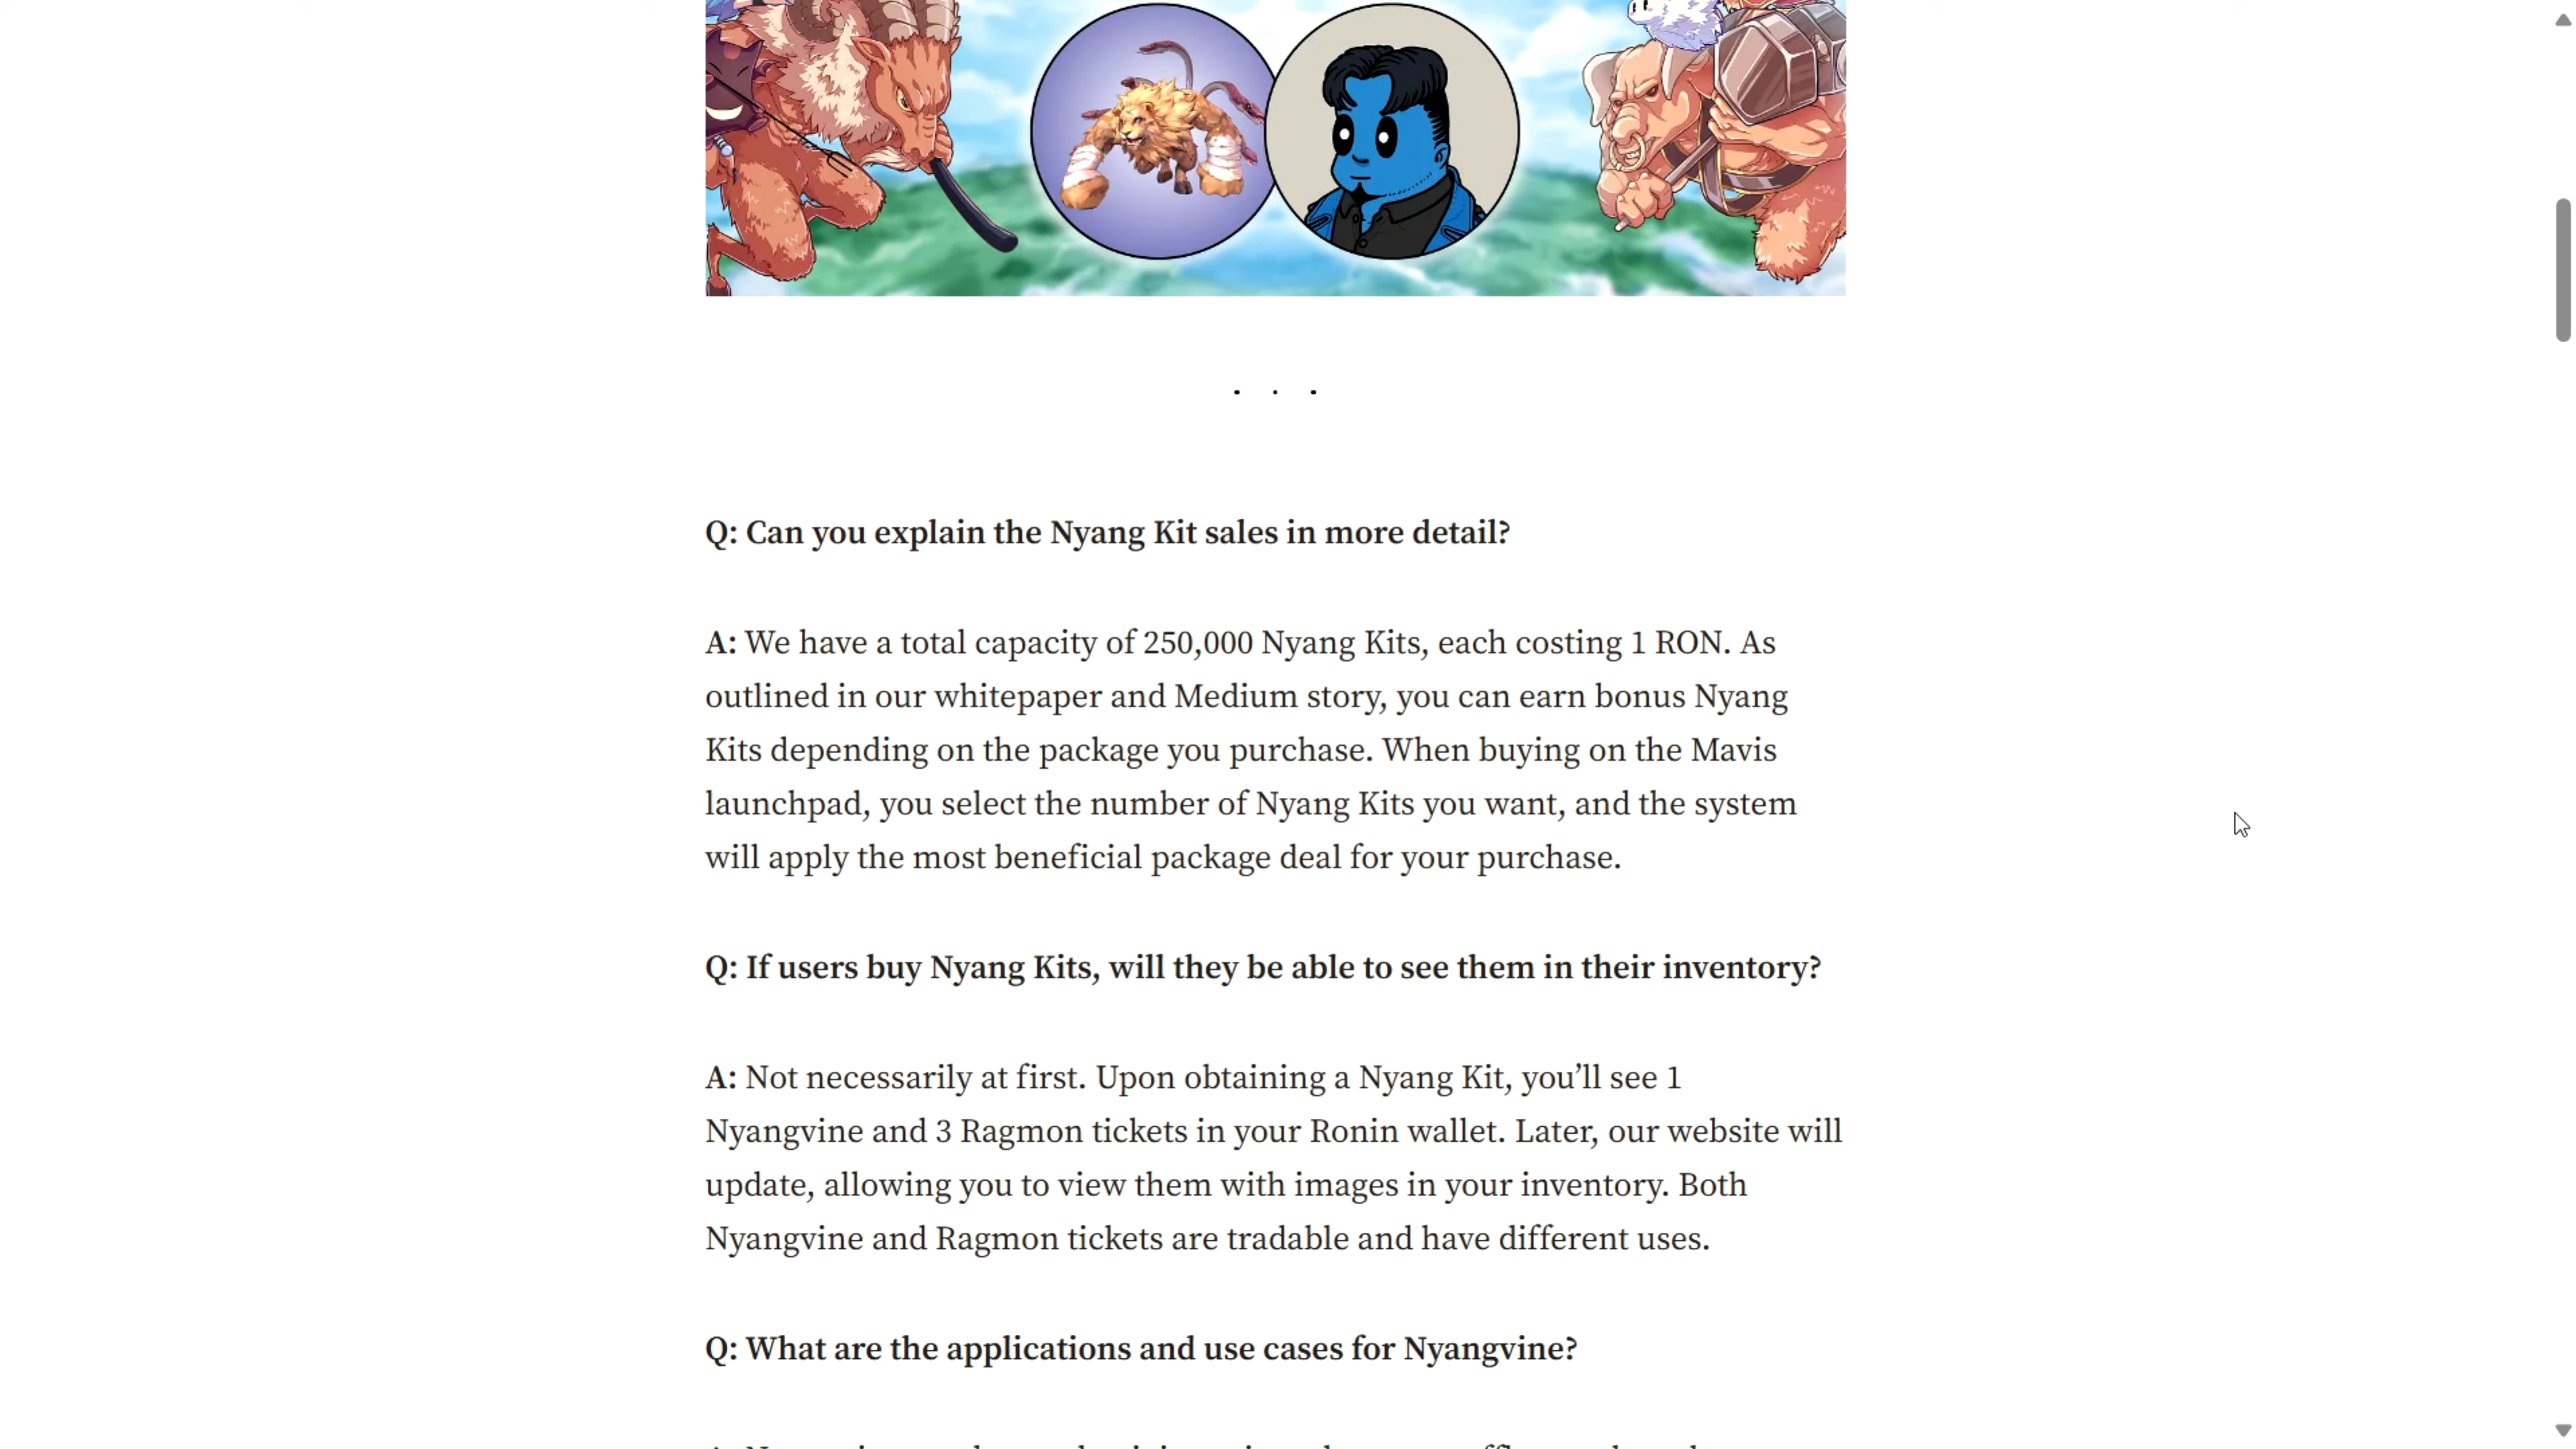 . . .
Q: Can you explain the Nyang Kit sales in more detail?
A: We have a total capacity of 250,000 Nyang Kits, each costing 1 RON. As
outlined in our whitepaper and Medium story, you can earn bonus Nyang
Kits depending on the package you purchase. When buying on the Mavis
launchpad, you select the number of Nyang Kits you want, and the system
will apply the most beneficial package deal for your purchase.
Q: If users buy Nyang Kits, will they be able to see them in their inventory?
A: Not necessarily at first. Upon obtaining a Nyang Kit, you’ll see 1
Nyangvine and 3 Ragmon tickets in your Ronin wallet. Later, our website will
update, allowing you to view them with images in your inventory. Both
Nyangvine and Ragmon tickets are tradable and have different uses.
Q: What are the applications and use cases for Nyangvine?